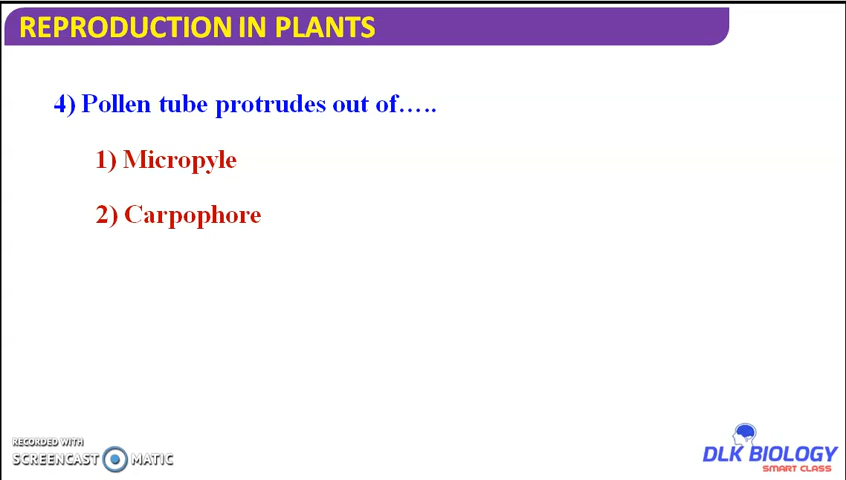 REPRODUCTION IN PLANTS
4) Pollen tube protrudes out of…..
1) Micropyle
2) Carpophore
RECORDED WITH
SCREENCAST MATIC
DLK BIOLOGY
SMART CLASS